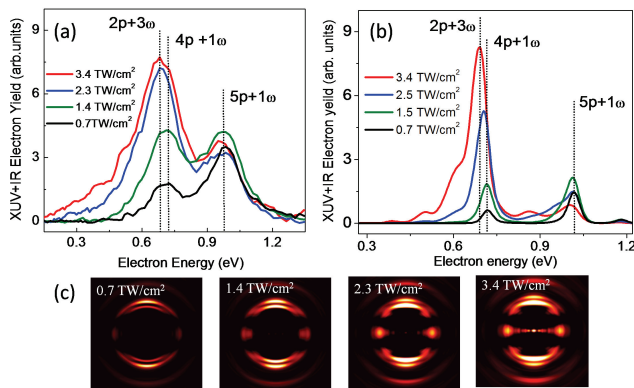 (a)
2p+3ω
4p +1ω
5p+1ω
3.4 TW/cm²
2.3 TW/cm²
1.4 TW/cm²
0.7TW/cm²
XUV+IR Electron Yield (arb.units)
9
6
3
0
0.3
0.6
0.9
1.2
Electron Energy (eV)
(b)
2p+3ω
4p+1ω
5p+1ω
3.4 TW/cm²
2.5 TW/cm²
1.5 TW/cm²
0.7 TW/cm²
XUV+IR Electron yeild (arb. units)
9
6
3
0
0.3
0.6
0.9
1.2
Electron energy (eV)
(c)
0.7 TW/cm²
1.4 TW/cm²
2.3 TW/cm²
3.4 TW/cm²